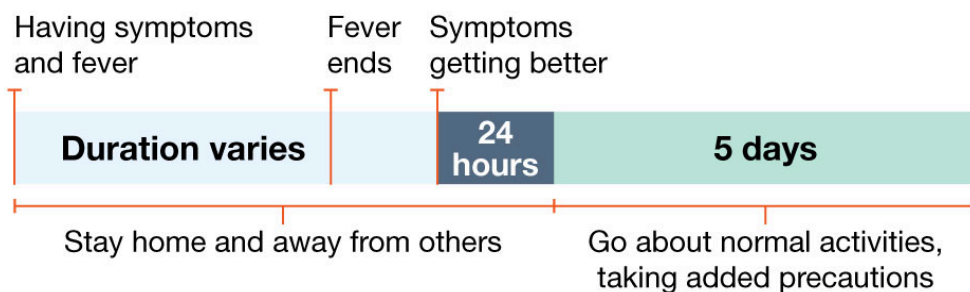 Having symptoms
and fever
Fever
ends
Symptoms
getting better
Duration varies
24
hours
5 days
Stay home and away from others
Go about normal activities,
taking added precautions